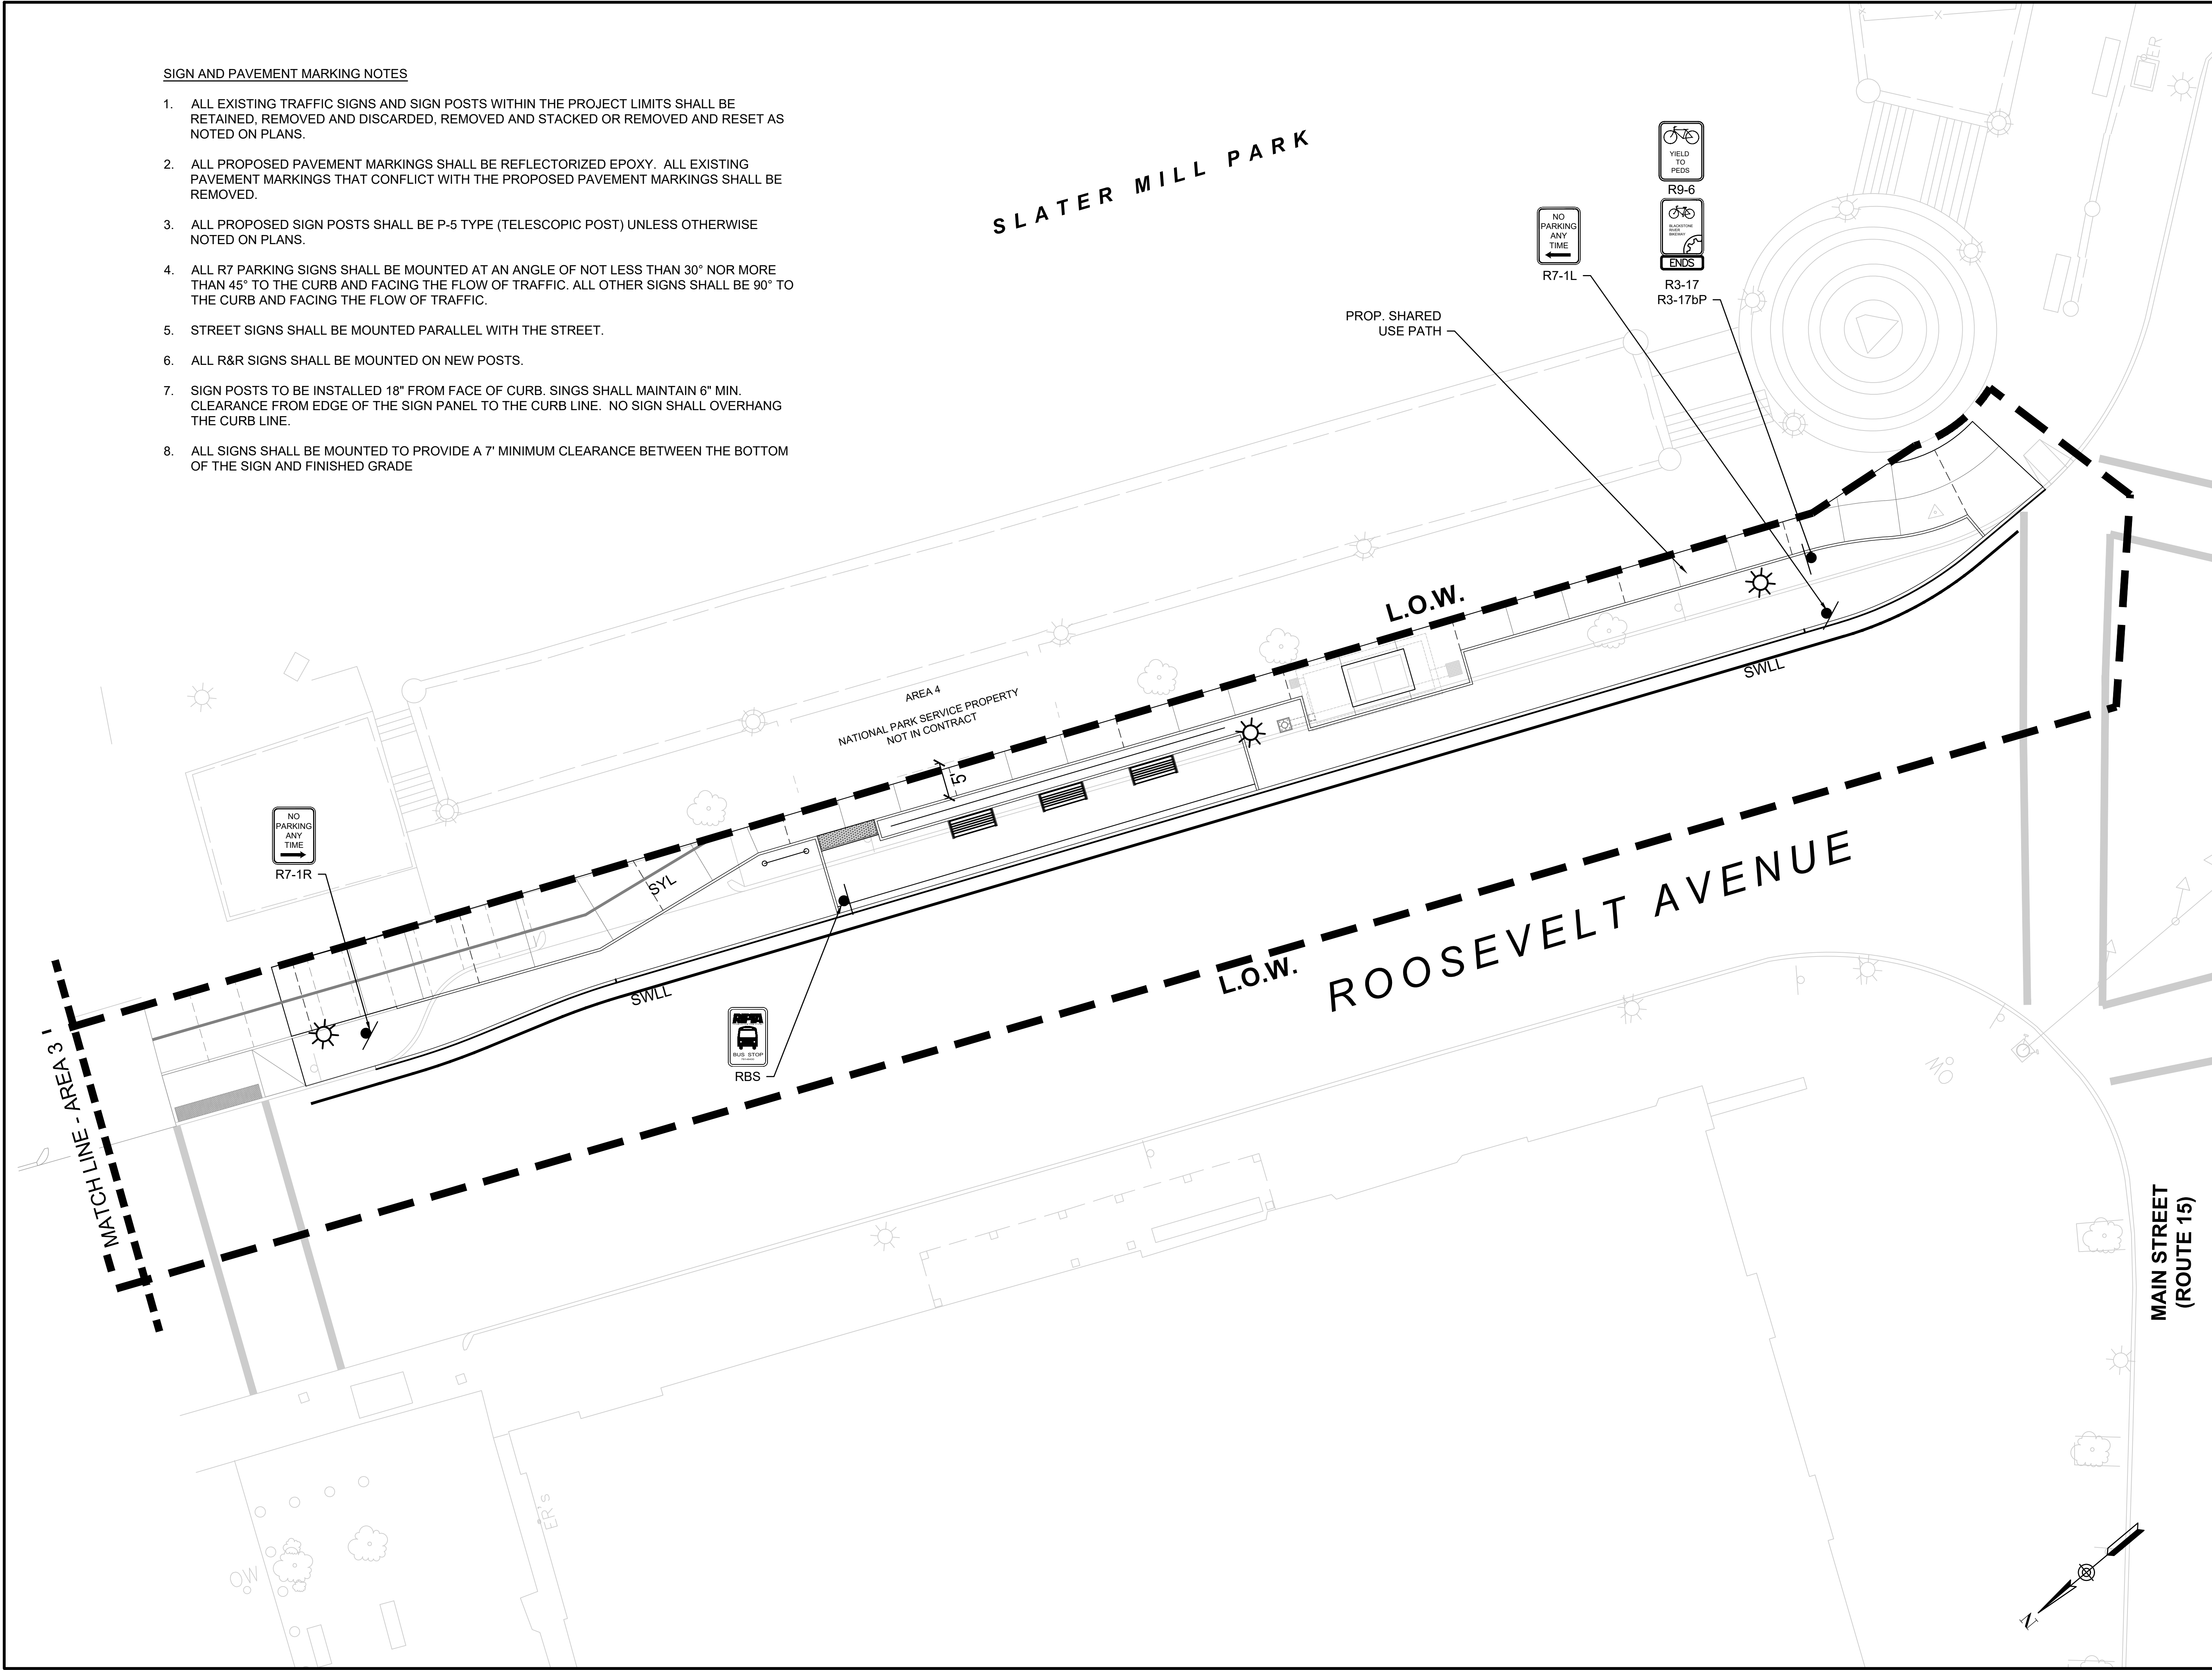 SIGN AND PAVEMENT MARKING NOTES
1. ALL EXISTING TRAFFIC SIGNS AND SIGN POSTS WITHIN THE PROJECT LIMITS SHALL BE
RETAINED, REMOVED AND DISCARDED, REMOVED AND STACKED OR REMOVED AND RESET AS
NOTED ON PLANS.
2. ALL PROPOSED PAVEMENT MARKINGS SHALL BE REFLECTORIZED EPOXY. ALL EXISTING
PAVEMENT MARKINGS THAT CONFLICT WITH THE PROPOSED PAVEMENT MARKINGS SHALL BE
REMOVED.
3. ALL PROPOSED SIGN POSTS SHALL BE P-5 TYPE (TELESCOPIC POST) UNLESS OTHERWISE
NOTED ON PLANS.
4. ALL R7 PARKING SIGNS SHALL BE MOUNTED AT AN ANGLE OF NOT LESS THAN 30° NOR MORE
THAN 45° TO THE CURB AND FACING THE FLOW OF TRAFFIC. ALL OTHER SIGNS SHALL BE 90° TO
THE CURB AND FACING THE FLOW OF TRAFFIC.
5. STREET SIGNS SHALL BE MOUNTED PARALLEL WITH THE STREET.
6. ALL R&R SIGNS SHALL BE MOUNTED ON NEW POSTS.
7. SIGN POSTS TO BE INSTALLED 18" FROM FACE OF CURB. SINGS SHALL MAINTAIN 6" MIN.
CLEARANCE FROM EDGE OF THE SIGN PANEL TO THE CURB LINE. NO SIGN SHALL OVERHANG
THE CURB LINE.
8. ALL SIGNS SHALL BE MOUNTED TO PROVIDE A 7' MINIMUM CLEARANCE BETWEEN THE BOTTOM
OF THE SIGN AND FINISHED GRADE
SLATER MILL PARK
YIELD
TO
PEDS
R9-6
BLACKSTONE
RIVER
BIKEWAY
ENDS
R3-17
R3-17bP
NO
PARKING
ANY
TIME
R7-1L
PROP. SHARED
USE PATH
L.O.W.
AREA 4
NATIONAL PARK SERVICE PROPERTY
NOT IN CONTRACT
5'
SWLL
NO
PARKING
ANY
TIME
R7-1R
SYL
SWLL
L.O.W.
ROOSEVELT AVENUE
RIPTA
BUS STOP
RBS
MATCH LINE - AREA 3
MAIN STREET
(ROUTE 15)
OW
OW
ER'S
ER
N